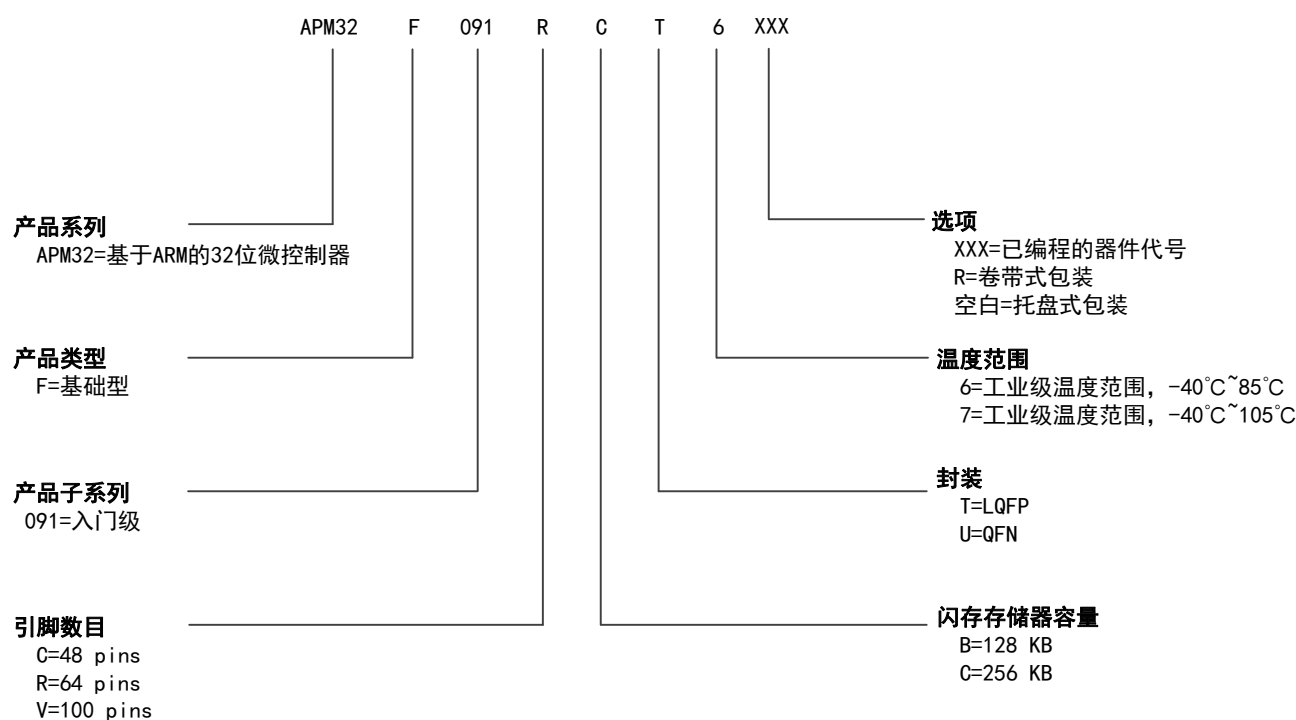 APM32 F 091 R C T 6 XXX
产品系列
APM32=基于ARM的32位微控制器
产品类型
F=基础型
产品子系列
091=入门级
引脚数目
C=48 pins
R=64 pins
V=100 pins
选项
XXX=已编程的器件代号
R=卷带式包装
空白=托盘式包装
温度范围
6=工业级温度范围，-40℃~85℃
7=工业级温度范围，-40℃~105℃
封装
T=LQFP
U=QFN
闪存存储器容量
B=128 KB
C=256 KB